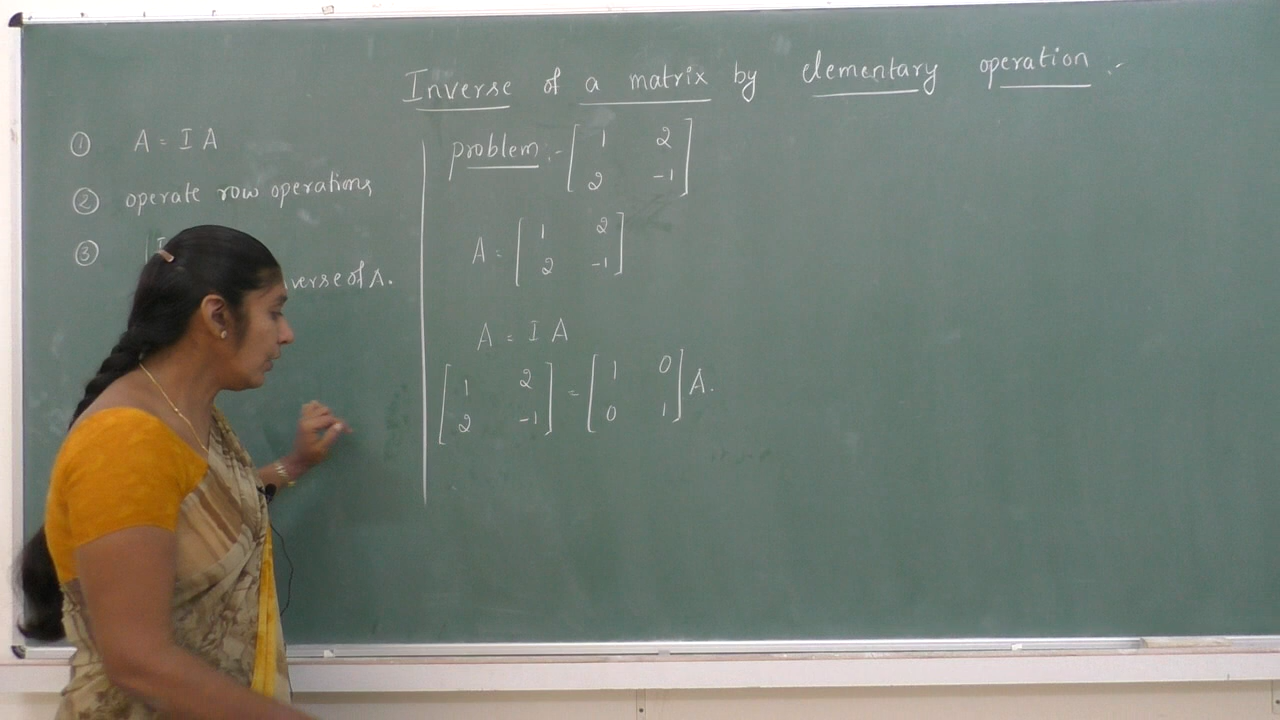 Inverse of a matrix by elementary operation :-
① A = I A
② operate row operations
③ I
verse of A.
problem :- [ 1 2
2 -1 ]
A = [ 1 2
2 -1 ]
A = I A
[ 1 2 ] = [ 1 0 ] A.
[ 2 -1 ] [ 0 1 ]